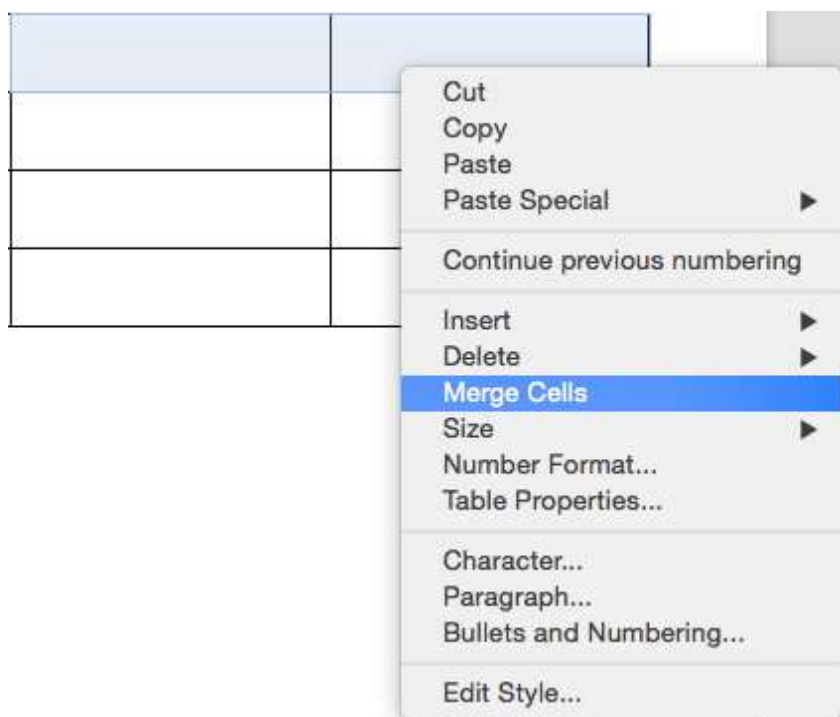 Cut
Copy
Paste
Paste Special
Continue previous numbering
Insert
Delete
Merge Cells
Size
Number Format...
Table Properties...
Character...
Paragraph...
Bullets and Numbering...
Edit Style...